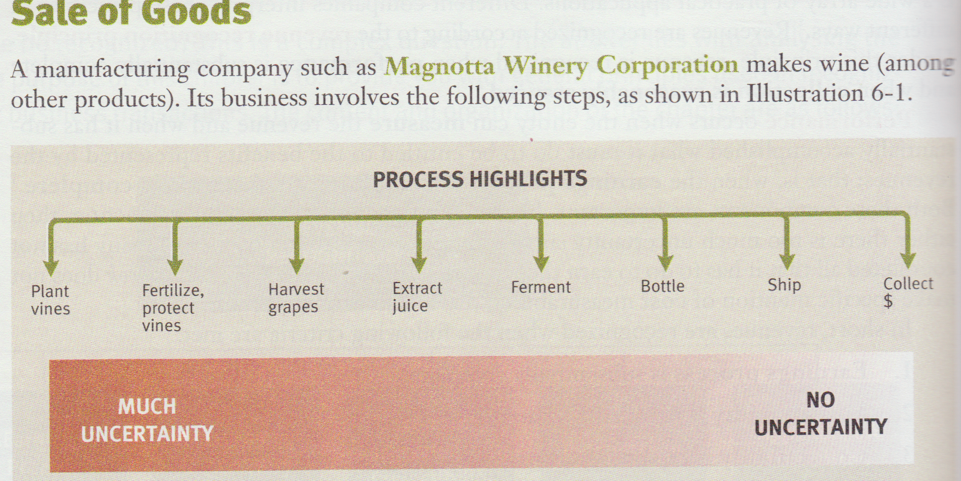 Sale of Goods
A manufacturing company such as Magnotta Winery Corporation makes wine (among
other products). Its business involves the following steps, as shown in Illustration 6-1.
PROCESS HIGHLIGHTS
Plant
vines
Fertilize,
protect
vines
Harvest
grapes
Extract
juice
Ferment
Bottle
Ship
Collect
$
MUCH
UNCERTAINTY
NO
UNCERTAINTY